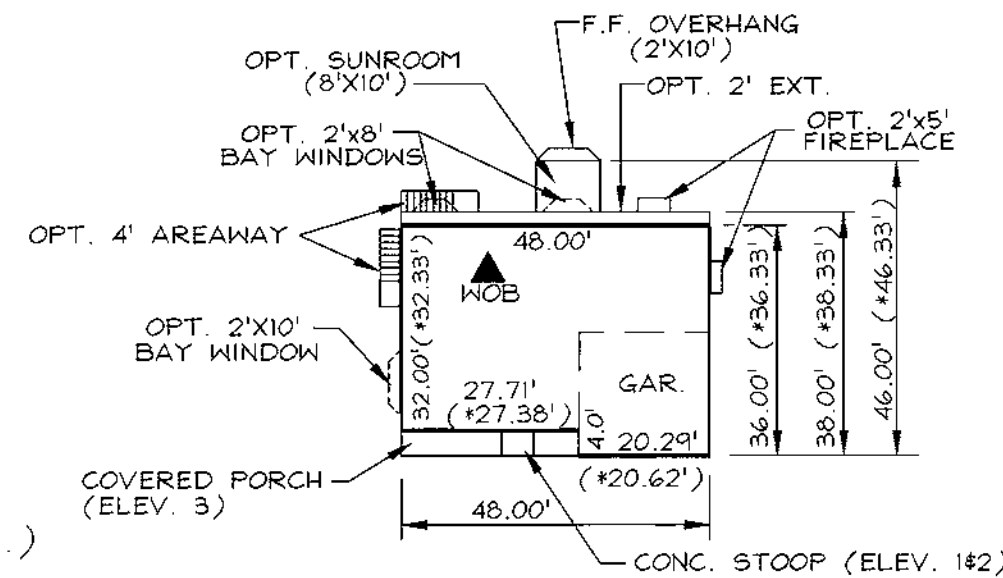 F.F. OVERHANG
(2'X10')
OPT. SUNROOM
(8'X10')
OPT. 2' EXT.
OPT. 2'x8'
BAY WINDOWS
OPT. 2'x5'
FIREPLACE
OPT. 4' AREAWAY
48.00'
WOB
32.00' (*32.33')
OPT. 2'X10'
BAY WINDOW
GAR.
27.71'
(*27.38')
4.0'
20.29'
(*20.62')
36.00' (*36.33')
38.00' (*38.33')
46.00' (*46.33')
COVERED PORCH
(ELEV. 3)
48.00'
.)
CONC. STOOP (ELEV. 1&2)